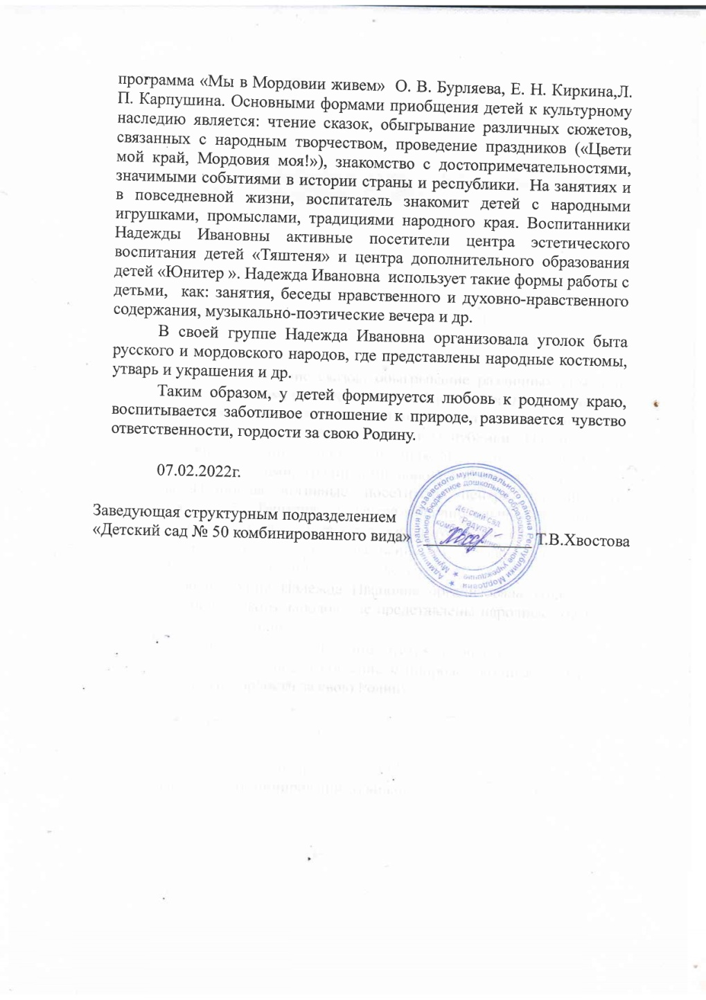 программа «Мы в Мордовии живем» О. В. Бурляева, Е. Н. Киркина,Л.
П. Карпушина. Основными формами приобщения детей к культурному
наследию является: чтение сказок, обыгрывание различных сюжетов,
связанных с народным творчеством, проведение праздников («Цвети
мой край, Мордовия моя!»), знакомство с достопримечательностями,
значимыми событиями в истории страны и республики. На занятиях и
в повседневной жизни, воспитатель знакомит детей с народными
игрушками, промыслами, традициями народного края. Воспитанники
Надежды Ивановны активные посетители центра эстетического
воспитания детей «Тяштеня» и центра дополнительного образования
детей «Юнитер ». Надежда Ивановна использует такие формы работы с
детьми, как: занятия, беседы нравственного и духовно-нравственного
содержания, музыкально-поэтические вечера и др.
В своей группе Надежда Ивановна организовала уголок быта
русского и мордовского народов, где представлены народные костюмы,
утварь и украшения и др.
Таким образом, у детей формируется любовь к родному краю,
воспитывается заботливое отношение к природе, развивается чувство
ответственности, гордости за свою Родину.
07.02.2022г.
Заведующая структурным подразделением
«Детский сад № 50 комбинированного вида» Т.В.Хвостова
Администрация Рузаевского муниципального района Республики Мордовия
Муниципальное бюджетное дошкольное образовательное учреждение
детский сад
"Радуга"
комбинированного